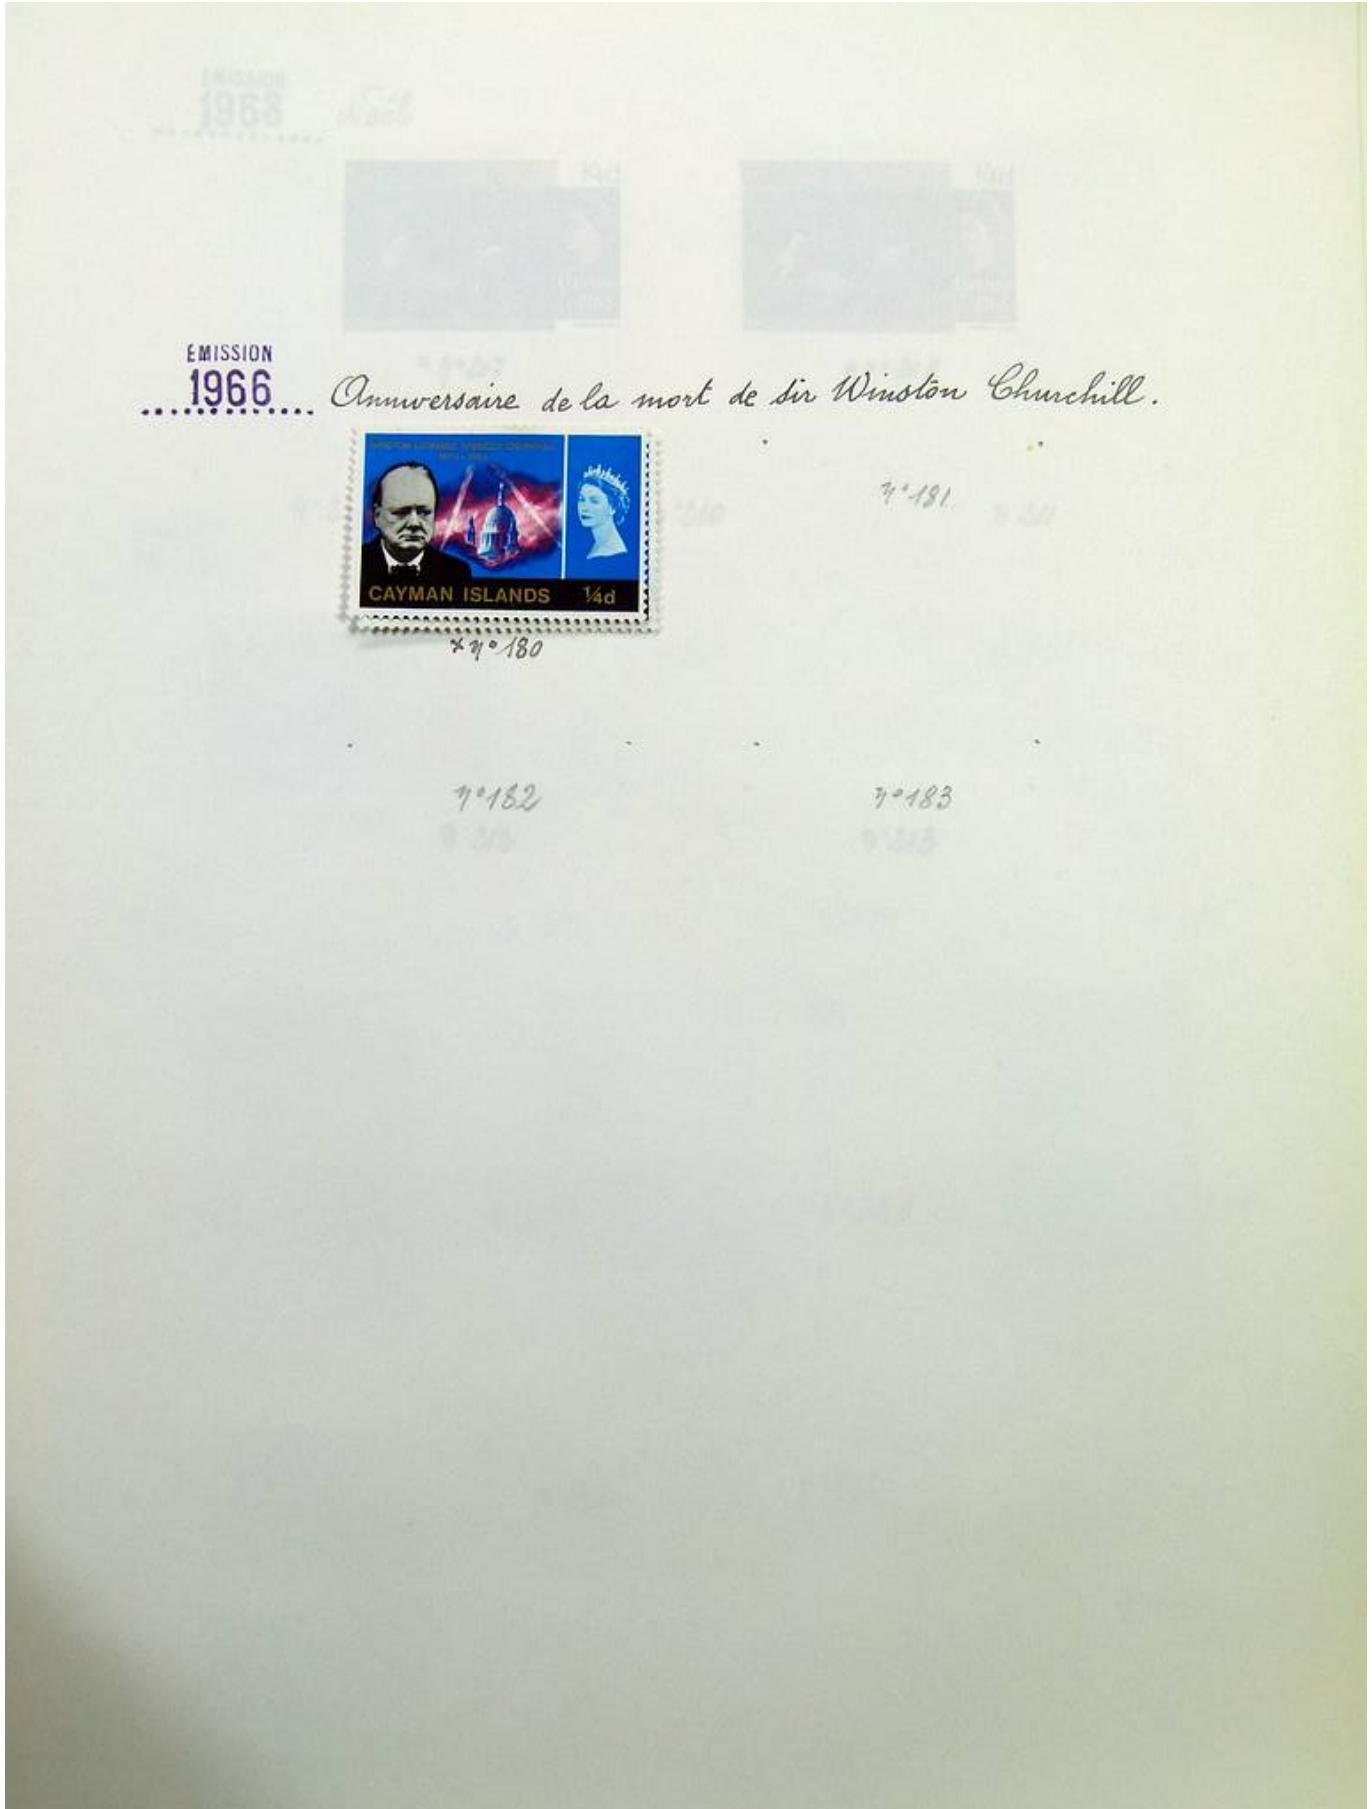 EMISSION
1966 Anniversaire de la mort de sir Winston Churchill.
CAYMAN ISLANDS ¼d
n° 181
* n° 180
n° 182 n° 183